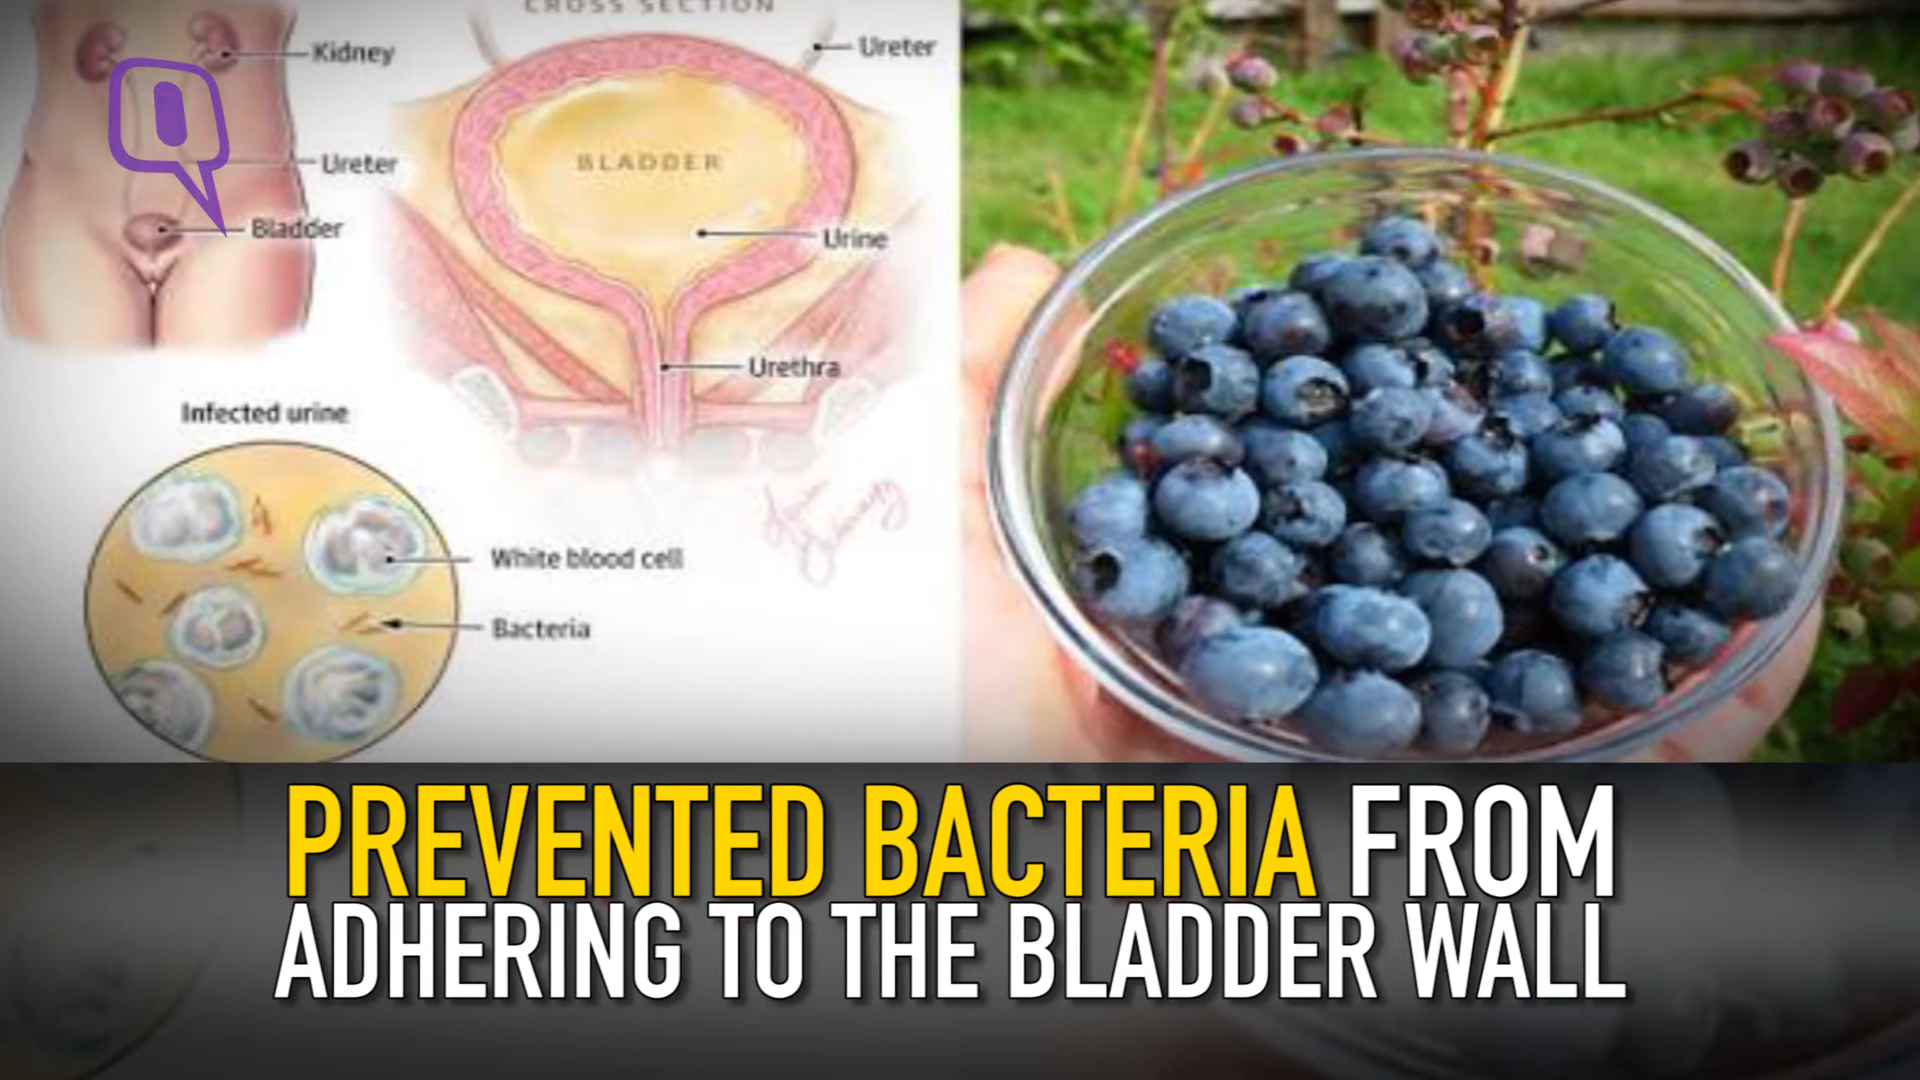 CROSS SECTION
Kidney
Ureter
Ureter
BLADDER
Bladder
Urine
Urethra
Infected urine
White blood cell
Bacteria
PREVENTED BACTERIA FROM
ADHERING TO THE BLADDER WALL